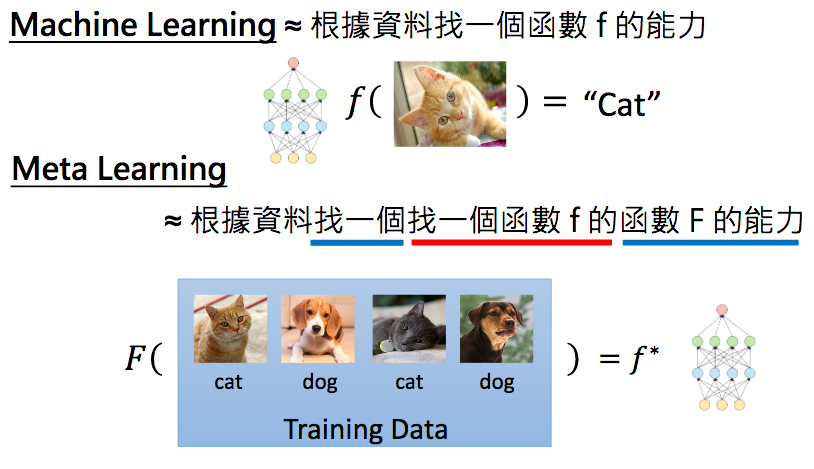 Machine Learning ≈ 根據資料找一個函數 f 的能力
f( ) = “Cat”
Meta Learning
≈ 根據資料找一個找一個函數 f 的函數 F 的能力
F( ) = f*
cat dog cat dog
Training Data